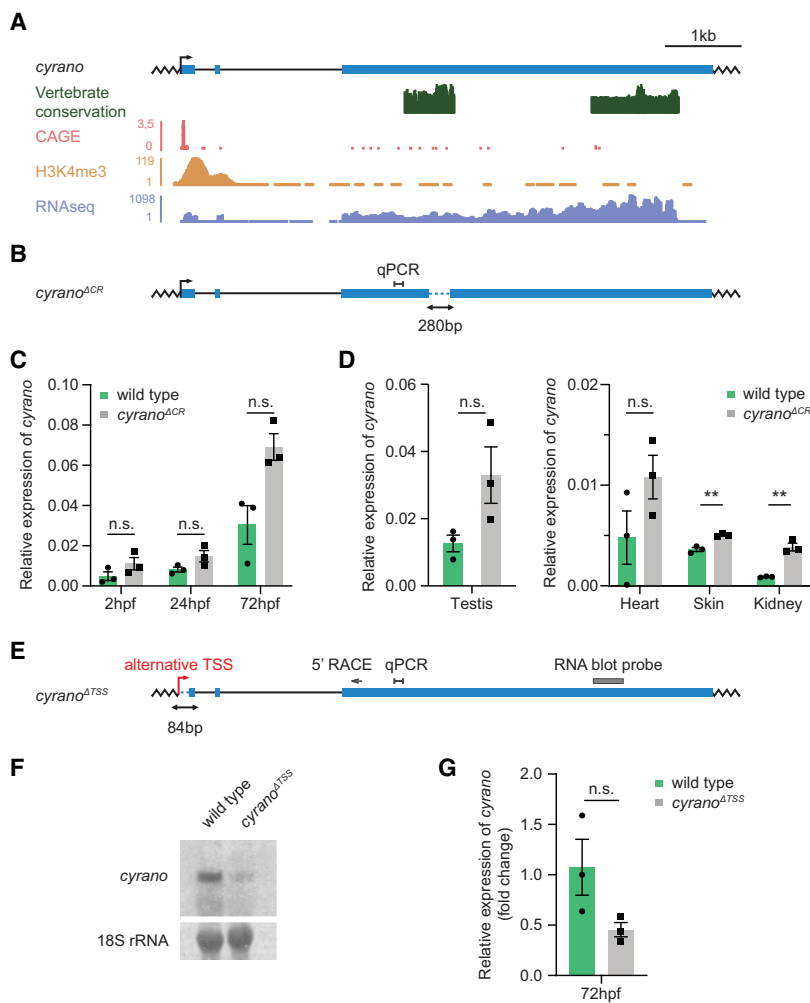 A
1kb
cyrano
Vertebrate
conservation
CAGE
3,5
0
H3K4me3
119
1
RNAseq
1098
1
B
qPCR
cyranoΔCR
280bp
C
wild type
cyranoΔCR
Relative expression of cyrano
0.10
0.08
0.06
0.04
0.02
0.00
n.s.
n.s.
n.s.
2hpf
24hpf
72hpf
D
Relative expression of cyrano
0.06
0.04
0.02
0.00
n.s.
Testis
Relative expression of cyrano
0.02
0.01
0.00
wild type
cyranoΔCR
n.s.
**
**
Heart
Skin
Kidney
E
alternative TSS
5' RACE
qPCR
RNA blot probe
cyranoΔTSS
84bp
F
wild type
cyranoΔTSS
cyrano
18S rRNA
G
Relative expression of cyrano
(fold change)
2.0
1.5
1.0
0.5
0.0
n.s.
wild type
cyranoΔTSS
72hpf